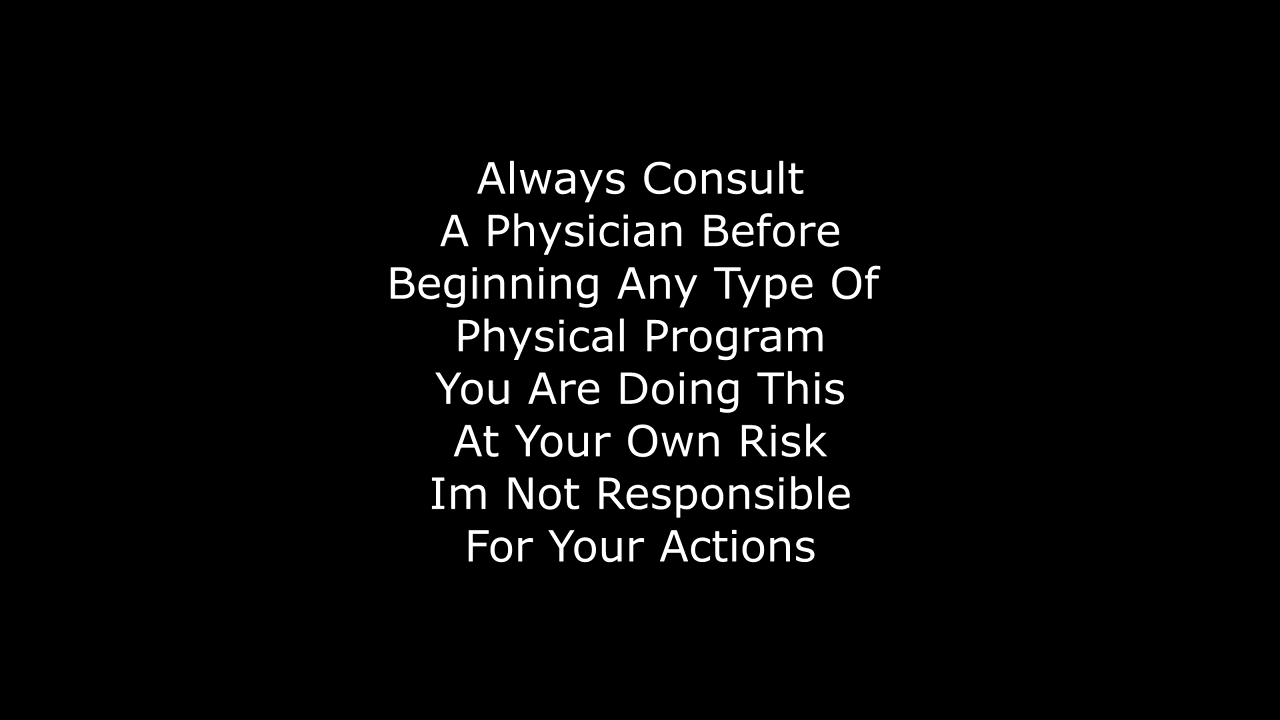 Always Consult
A Physician Before
Beginning Any Type Of
Physical Program
You Are Doing This
At Your Own Risk
Im Not Responsible
For Your Actions